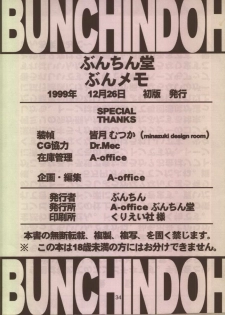 BUNCHINDOH
ぶんちん堂
ぶんメモ
1999年 12月26日 初版 発行
SPECIAL
THANKS
装幀 皆月 むつか (minazuki design room)
CG協力 Dr.Mec
在庫管理 A-office
企画・編集 A-office
発行者 ぶんちん
発行所 A-office ぶんちん堂
印刷所 くりえい社 様
本書の無断転載、複製、複写、を固く禁じます。
※ この本は18歳未満の方にはお分けできません。
34
BUNCHINDOH